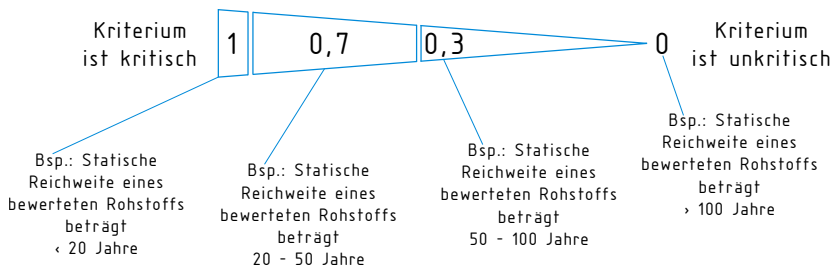 Kriterium
ist kritisch
1
0,7
0,3
0
Kriterium
ist unkritisch
Bsp.: Statische
Reichweite eines
bewerteten Rohstoffs
beträgt
‹ 20 Jahre
Bsp.: Statische
Reichweite eines
bewerteten Rohstoffs
beträgt
20 - 50 Jahre
Bsp.: Statische
Reichweite eines
bewerteten Rohstoffs
beträgt
50 - 100 Jahre
Bsp.: Statische
Reichweite eines
bewerteten Rohstoffs
beträgt
› 100 Jahre